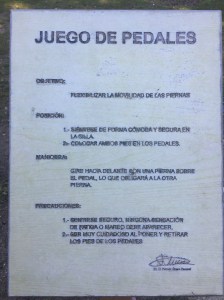 JUEGO DE PEDALES
OBJETIVO:
FLEXIBILIZAR LA MOVILIDAD DE LAS PIERNAS
POSICIÓN:
1.- SIÉNTESE DE FORMA CÓMODA Y SEGURA EN
LA SILLA.
2.- COLOCAR AMBOS PIES EN LOS PEDALES.
MANIOBRA:
GIRE HACIA DELANTE CON UNA PIERNA SOBRE
EL PEDAL, LO QUE OBLIGARÁ A LA OTRA
PIERNA.
PRECAUCIONES:
1.- SENTIRSE SEGURO, NINGUNA SENSACIÓN
DE FATIGA O MAREO DEBE APARECER.
2.- SER MUY CUIDADOSO AL PONER Y RETIRAR
LOS PIES DE LOS PEDALES